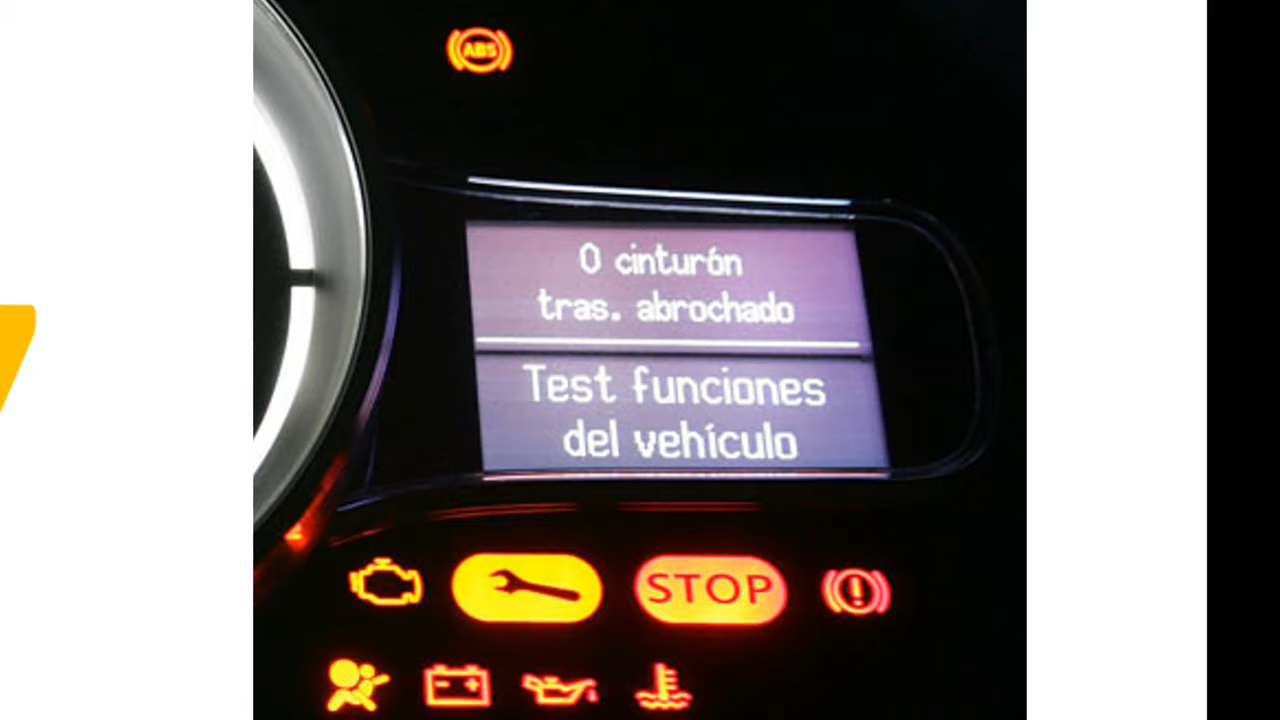 ABS
0 cinturón
tras. abrochado
Test funciones
del vehículo
STOP